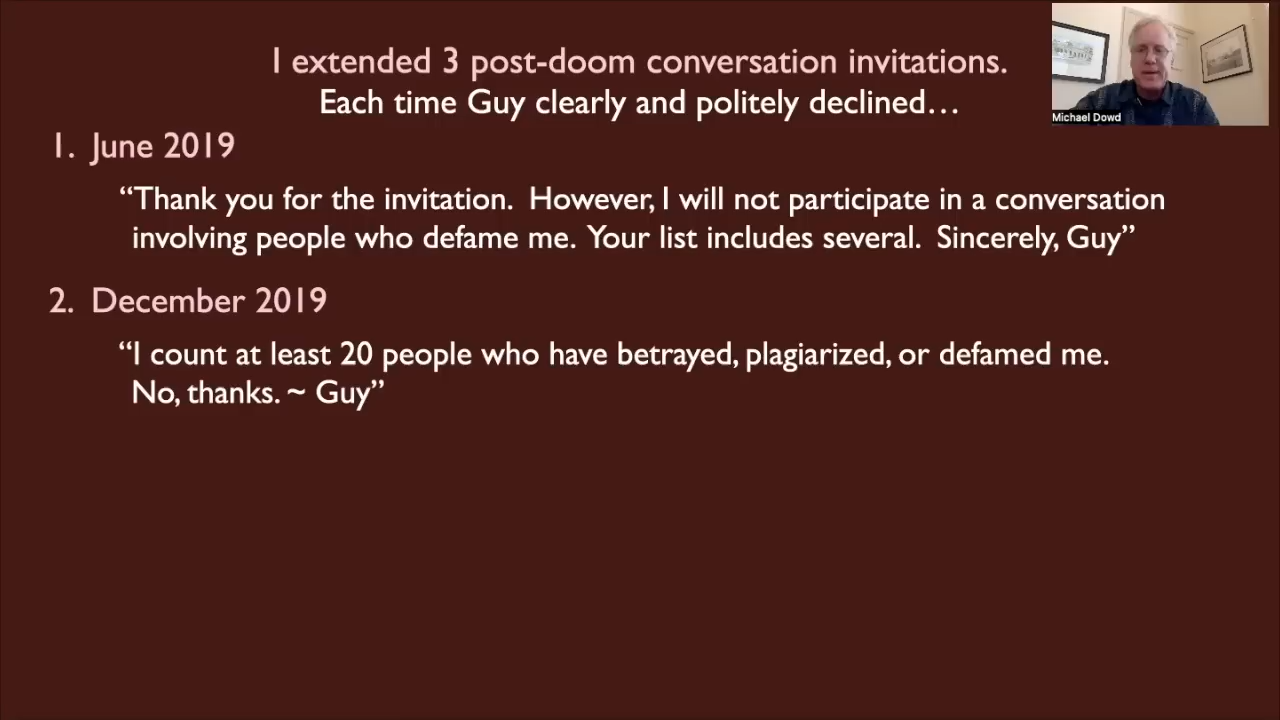 I extended 3 post-doom conversation invitations.
Each time Guy clearly and politely declined…
Michael Dowd
1. June 2019
“Thank you for the invitation. However, I will not participate in a conversation
involving people who defame me. Your list includes several. Sincerely, Guy”
2. December 2019
“I count at least 20 people who have betrayed, plagiarized, or defamed me.
No, thanks. ~ Guy”